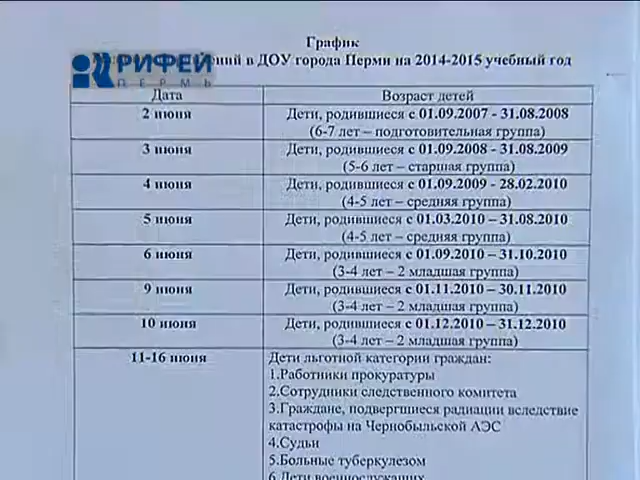 График
РИФЕЙ
ПЕРМЬ
в ДОУ города Перми на 2014-2015 учебный год
Дата Возраст детей
2 июня Дети, родившиеся с 01.09.2007 - 31.08.2008
(6-7 лет – подготовительная группа)
3 июня Дети, родившиеся с 01.09.2008 - 31.08.2009
(5-6 лет – старшая группа)
4 июня Дети, родившиеся с 01.09.2009 - 28.02.2010
(4-5 лет – средняя группа)
5 июня Дети, родившиеся с 01.03.2010 – 31.08.2010
(4-5 лет – средняя группа)
6 июня Дети, родившиеся с 01.09.2010 – 31.10.2010
(3-4 лет – 2 младшая группа)
9 июня Дети, родившиеся с 01.11.2010 – 30.11.2010
(3-4 лет – 2 младшая группа)
10 июня Дети, родившиеся с 01.12.2010 – 31.12.2010
(3-4 лет – 2 младшая группа)
11-16 июня Дети льготной категории граждан:
1.Работники прокуратуры
2.Сотрудники следственного комитета
3.Граждане, подвергшиеся радиации вследствие
катастрофы на Чернобыльской АЭС
4.Судьи
5.Больные туберкулезом
6.Дети военнослужащих